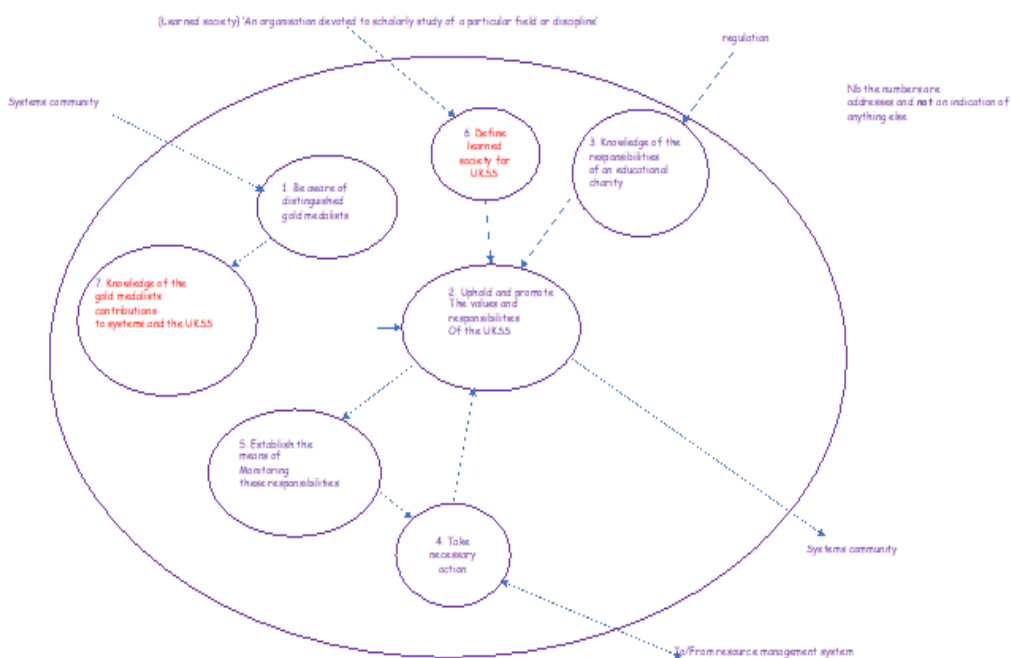 (Learned society) 'An organisation devoted to scholarly study of a particular field or discipline'
regulation
Nb the numbers are
addresses and not an indication of
anything else
Systems community
6. Define
learned
society for
UKSS
3. Knowledge of the
responsibilities
of an educational
charity
1. Be aware of
distinguished
gold medalists
7. Knowledge of the
gold medalists
contributions
to systems and the UKSS
2. Uphold and promote
The values and
responsibilities
Of the UKSS
5. Establish the
means of
Monitoring
these responsibilities
4. Take
necessary
action
Systems community
To/From resource management system